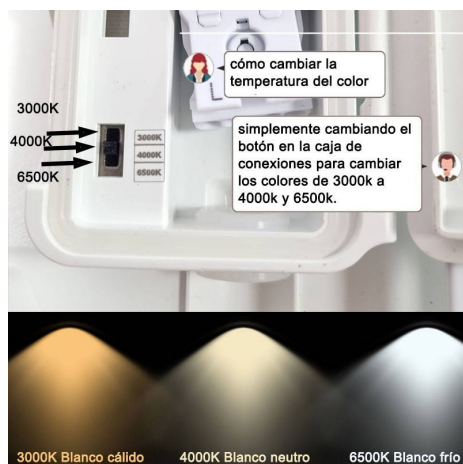 cómo cambiar la
temperatura del color
3000K
4000K
6500K
3000K
4000K
6500K
simplemente cambiando el
botón en la caja de
conexiones para cambiar
los colores de 3000k a
4000k y 6500k.
3000K Blanco cálido
4000K Blanco neutro
6500K Blanco frío